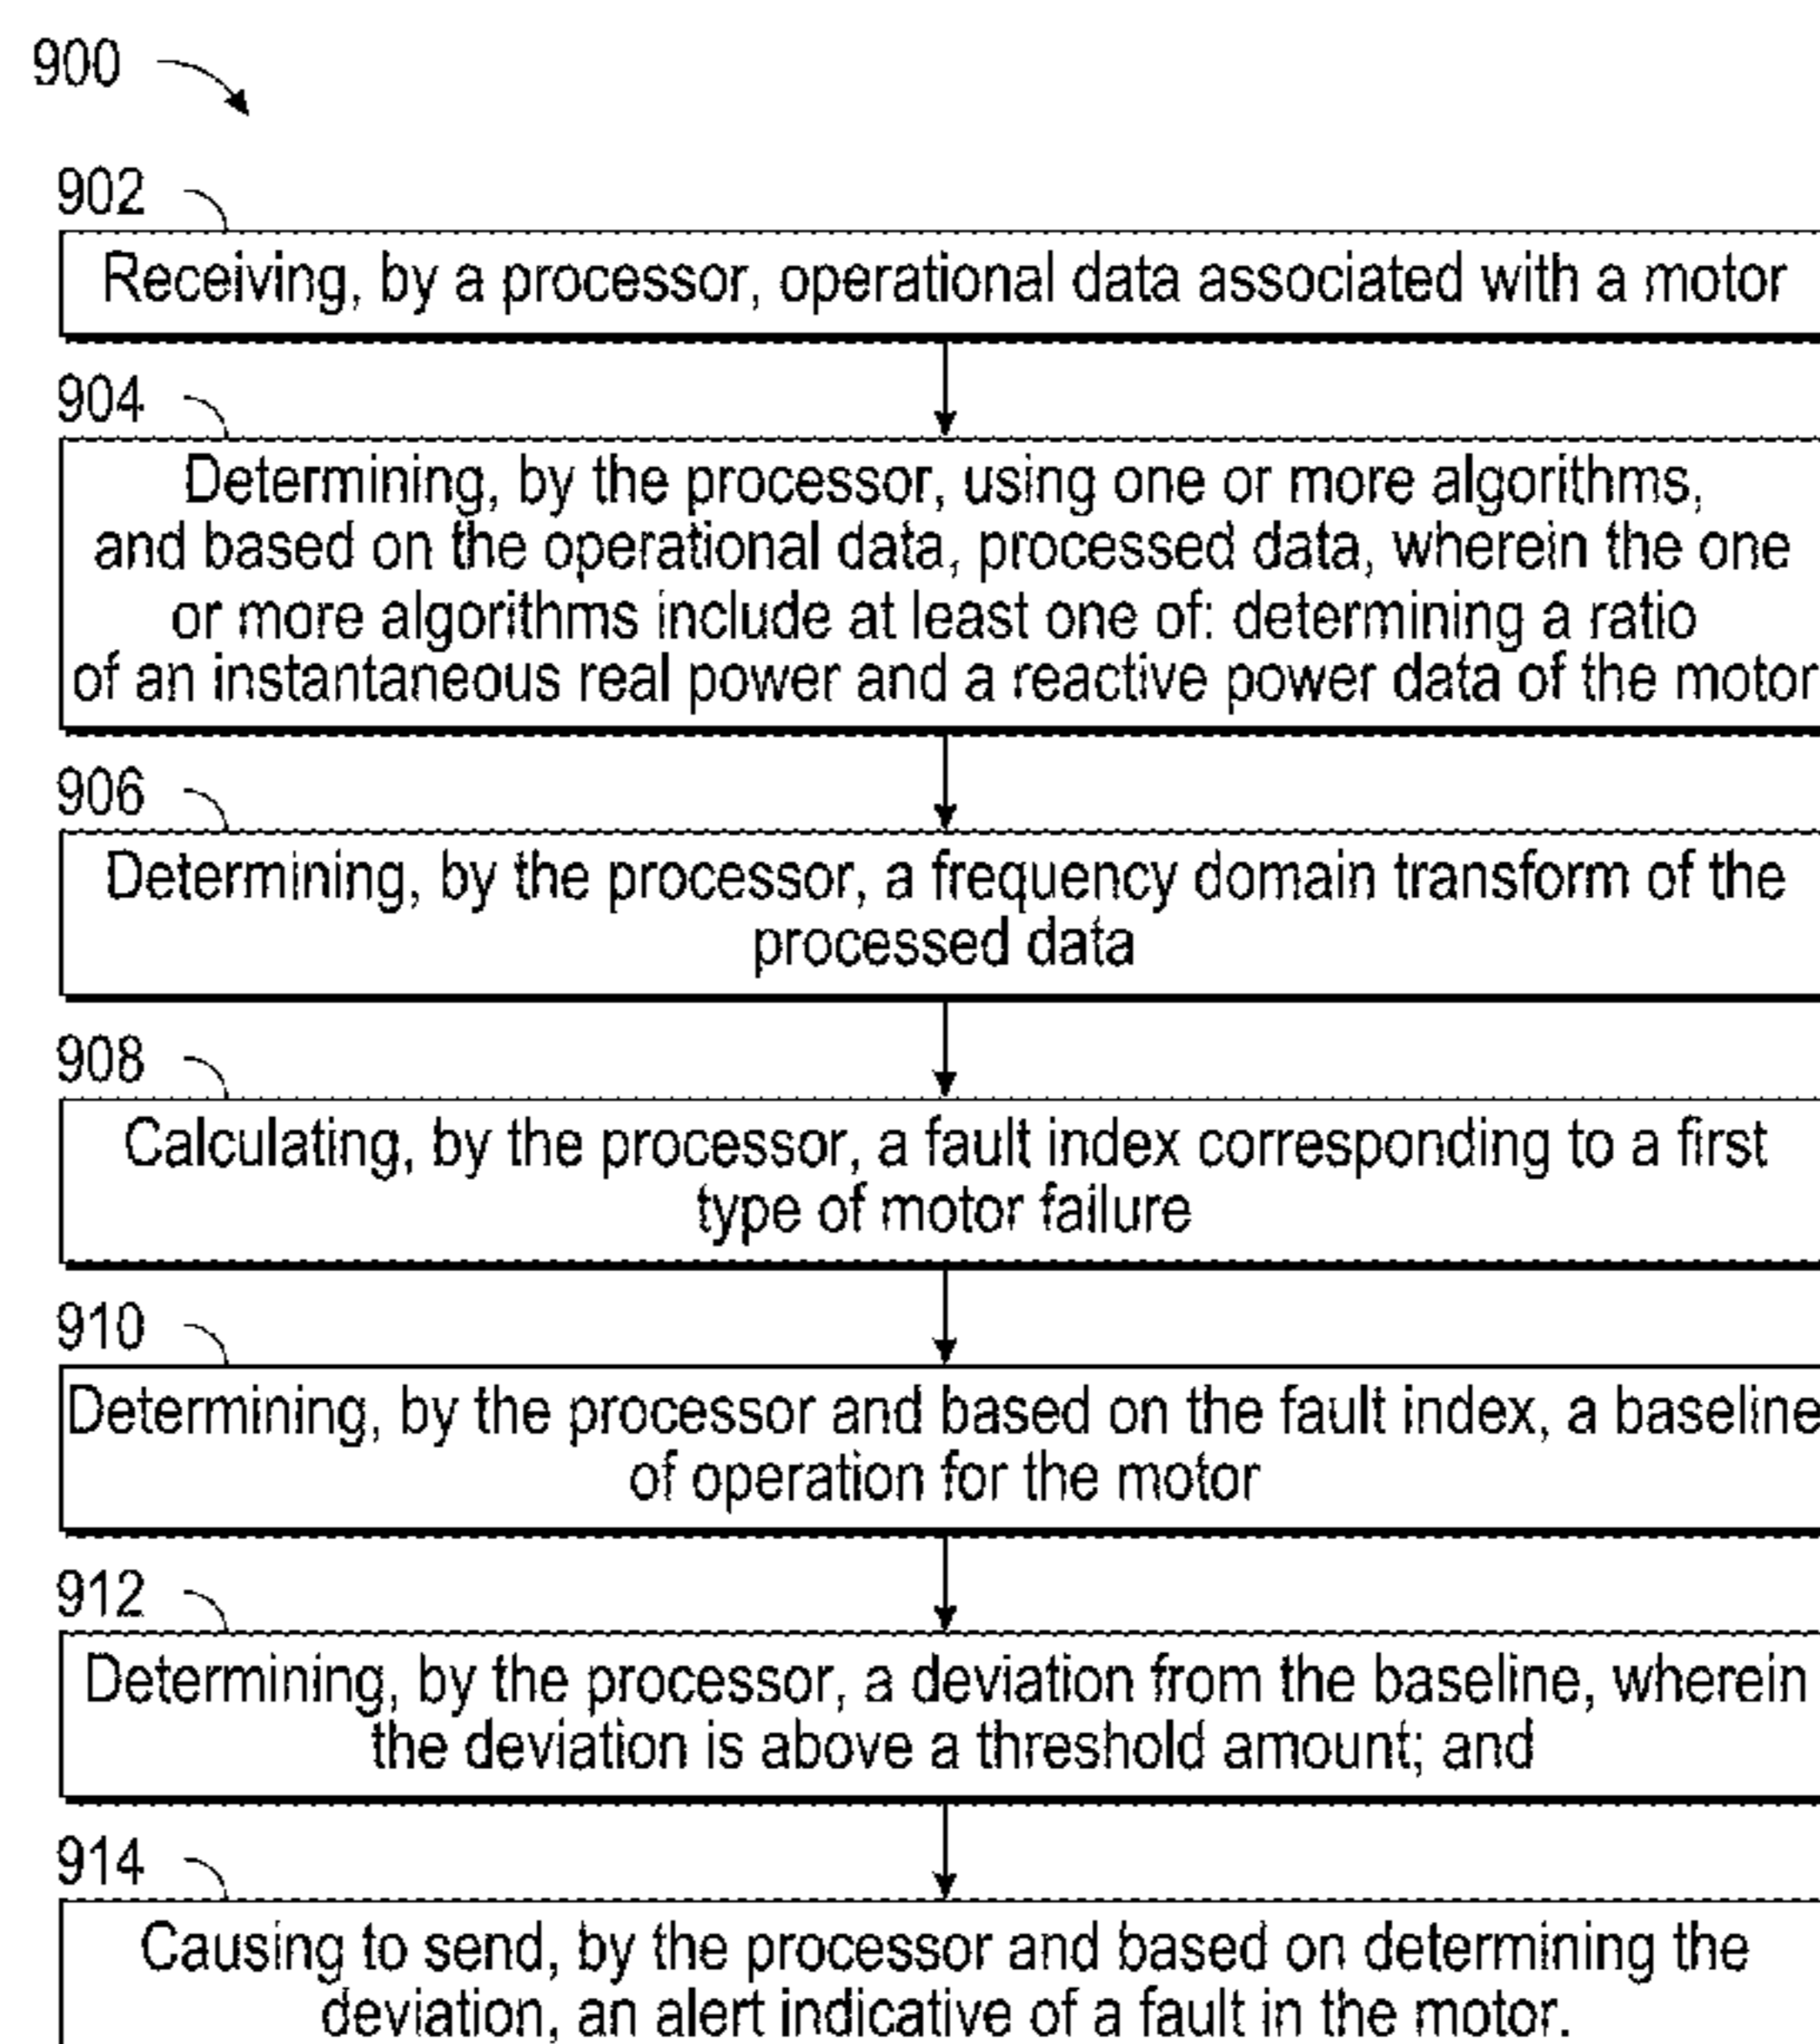 900
902
Receiving, by a processor, operational data associated with a motor
904
Determining, by the processor, using one or more algorithms,
and based on the operational data, processed data, wherein the one
or more algorithms include at least one of: determining a ratio
of an instantaneous real power and a reactive power data of the motor
906
Determining, by the processor, a frequency domain transform of the
processed data
908
Calculating, by the processor, a fault index corresponding to a first
type of motor failure
910
Determining, by the processor and based on the fault index, a baseline
of operation for the motor
912
Determining, by the processor, a deviation from the baseline, wherein
the deviation is above a threshold amount; and
914
Causing to send, by the processor and based on determining the
deviation, an alert indicative of a fault in the motor.